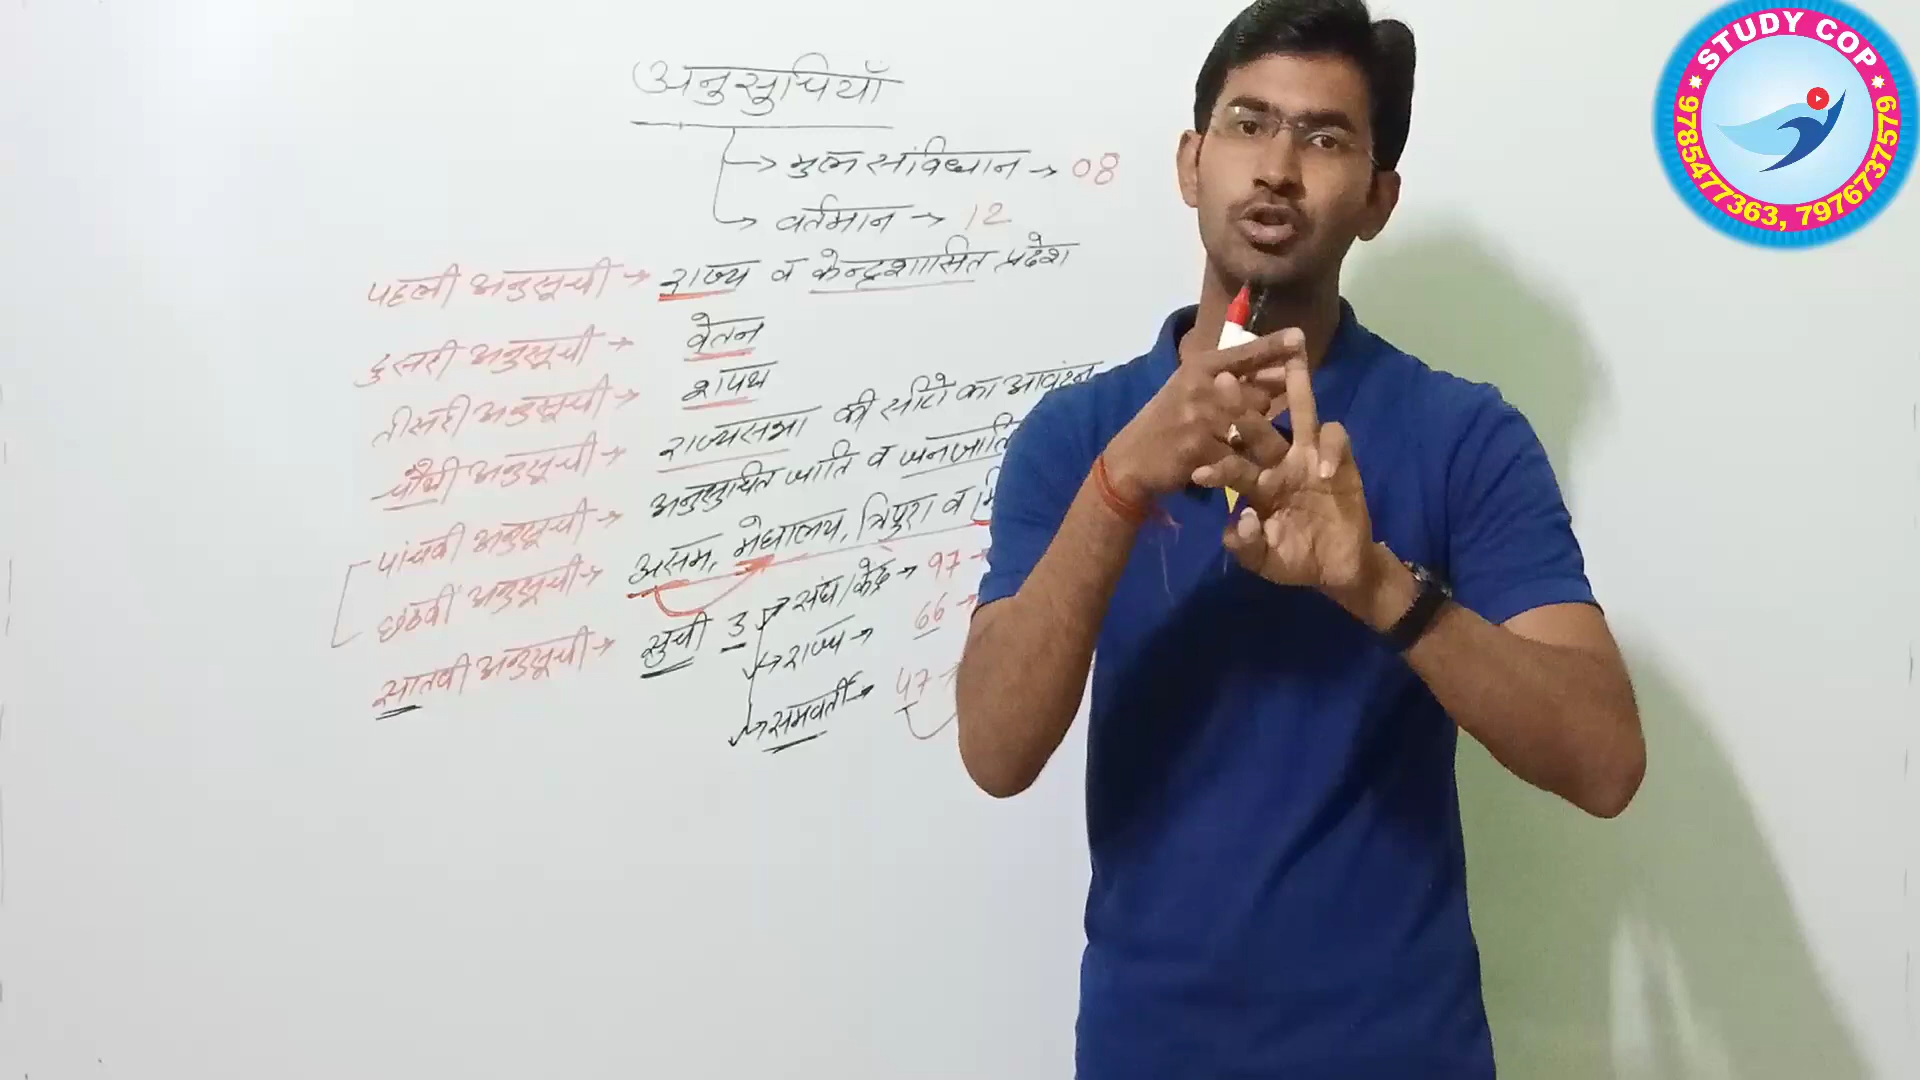 अनुसूचियाँ
→ मुल संविधान → 08
→ वर्तमान → 12
पहली अनुसूची → राज्य व केन्द्रशासित प्रदेश
दुसरी अनुसूची → वेतन
तीसरी अनुसूची → शपथ
चौथी अनुसूची → राज्यसभा की सीटो का आवंटन
पांचवी अनुसूची → अनुसुचित जाति व जनजाति
छठवीं अनुसूची → असम, मेघालय, त्रिपुरा व मि
सातवी अनुसूची → सुची 3 → संघ/केंद्र → 97 →
→ राज्य → 66 →
→ समवर्ती → 47 →
STUDY COP
9785477363, 7976737579